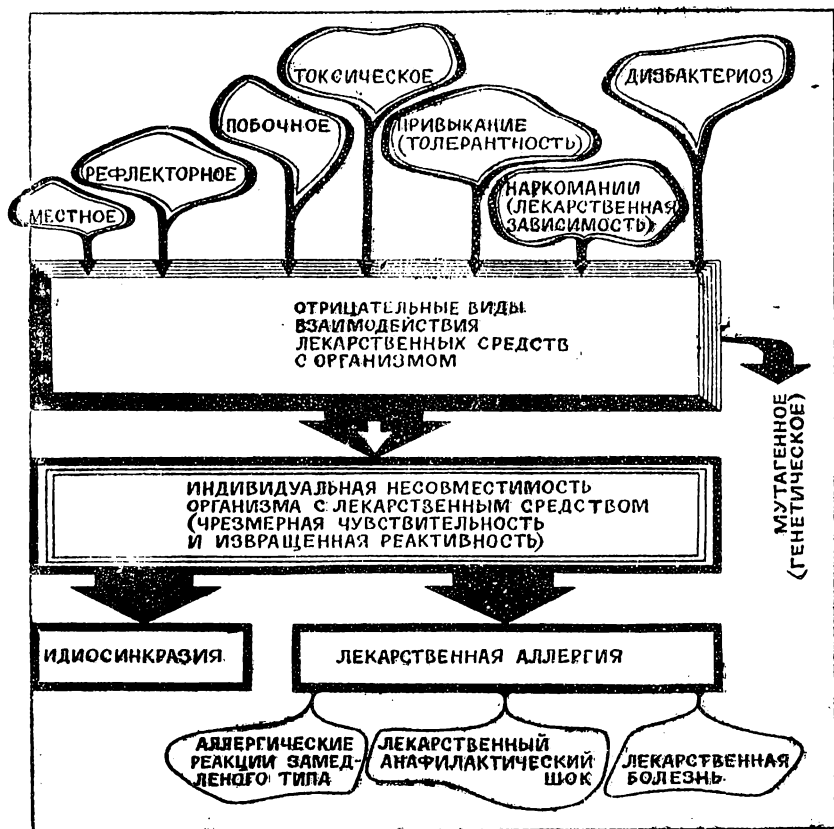 ТОКСИЧЕСКОЕ
ДИЗБАКТЕРИОЗ
ПОБОЧНОЕ
ПРИВЫКАНИЕ
(ТОЛЕРАНТНОСТЬ)
РЕФЛЕКТОРНОЕ
НАРКОМАНИИ
(ЛЕКАРСТВЕННАЯ
ЗАВИСИМОСТЬ)
МЕСТНОЕ
ОТРИЦАТЕЛЬНЫЕ ВИДЫ
ВЗАИМОДЕЙСТВИЯ
ЛЕКАРСТВЕННЫХ СРЕДСТВ
С ОРГАНИЗМОМ
МУТАГЕННОЕ
(ГЕНЕТИЧЕСКОЕ)
ИНДИВИДУАЛЬНАЯ НЕСОВМЕСТИМОСТЬ
ОРГАНИЗМА С ЛЕКАРСТВЕННЫМ СРЕДСТВОМ
(ЧРЕЗМЕРНАЯ ЧУВСТВИТЕЛЬНОСТЬ
И ИЗВРАЩЕННАЯ РЕАКТИВНОСТЬ)
ИДИОСИНКРАЗИЯ
ЛЕКАРСТВЕННАЯ АЛЛЕРГИЯ
АЛЛЕРГИЧЕСКИЕ
РЕАКЦИИ ЗАМЕД-
ЛЕНОГО ТИПА
ЛЕКАРСТВЕННЫЙ
АНАФИЛАКТИЧЕСКИЙ
ШОК
ЛЕКАРСТВЕННАЯ
БОЛЕЗНЬ